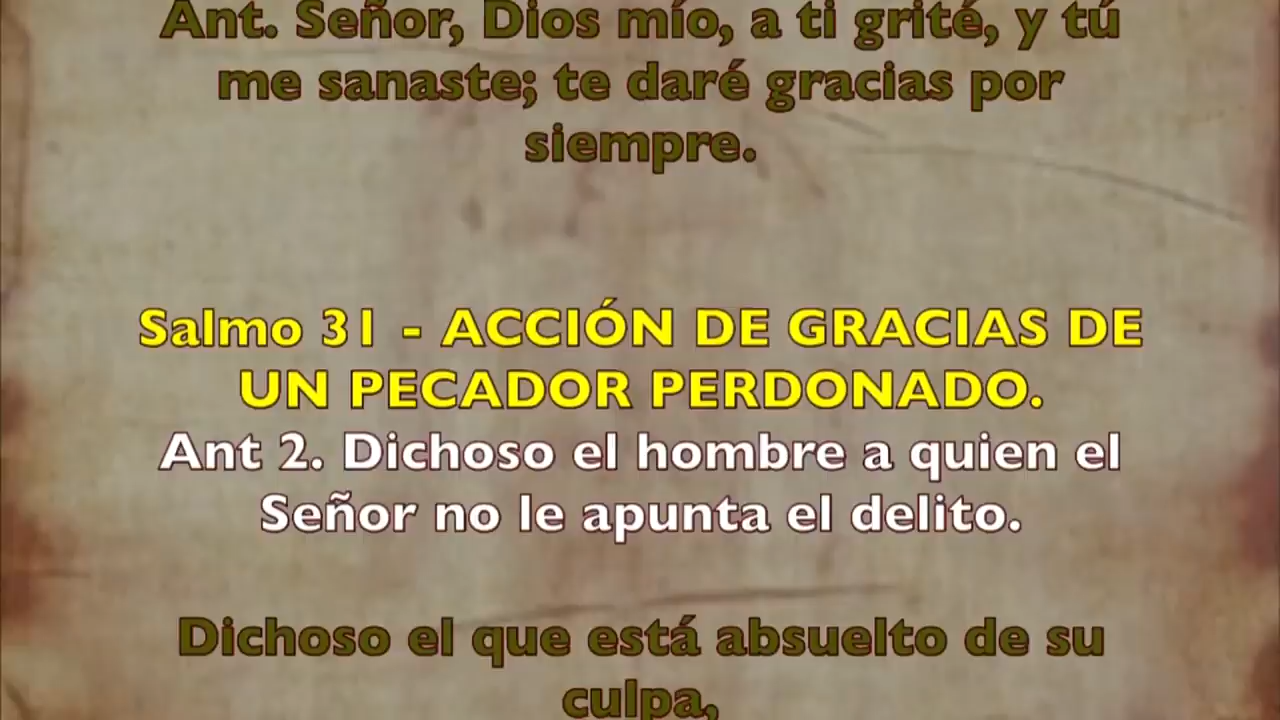 Ant. Señor, Dios mío, a ti grité, y tú
me sanaste; te daré gracias por
siempre.
Salmo 31 - ACCIÓN DE GRACIAS DE
UN PECADOR PERDONADO.
Ant 2. Dichoso el hombre a quien el
Señor no le apunta el delito.
Dichoso el que está absuelto de su
culpa,